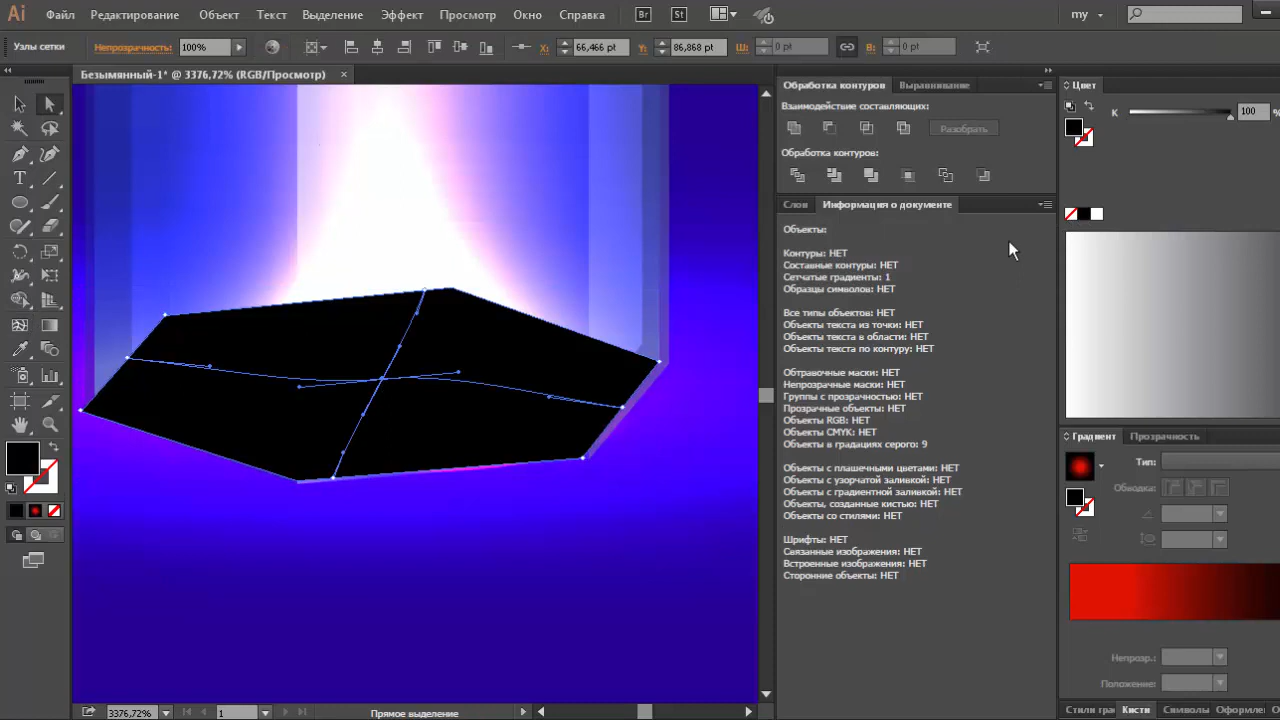 Ai Файл Редактирование Объект Текст Выделение Эффект Просмотр Окно Справка Br St my
Узлы сетки Непрозрачность: 100% X: 66,466 pt Y: 86,868 pt Ш: 0 pt В: 0 pt
Безымянный-1* @ 3376,72% (RGB/Просмотр) ×
Обработка контуров Выравнивание
Взаимодействие составляющих:
Разобрать
Обработка контуров:
Слои Информация о документе
Объекты:
Контуры: НЕТ
Составные контуры: НЕТ
Сетчатые градиенты: 1
Образцы символов: НЕТ
Все типы объектов: НЕТ
Объекты текста из точки: НЕТ
Объекты текста в области: НЕТ
Объекты текста по контуру: НЕТ
Обтравочные маски: НЕТ
Непрозрачные маски: НЕТ
Группы с прозрачностью: НЕТ
Прозрачные объекты: НЕТ
Объекты RGB: НЕТ
Объекты CMYK: НЕТ
Объекты в градациях серого: 9
Объекты с плашечными цветами: НЕТ
Объекты с узорчатой заливкой: НЕТ
Объекты с градиентной заливкой: НЕТ
Объекты, созданные кистью: НЕТ
Объекты со стилями: НЕТ
Шрифты: НЕТ
Связанные изображения: НЕТ
Встроенные изображения: НЕТ
Сторонние объекты: НЕТ
Цвет
K 100 %
Градиент Прозрачность
Тип:
Обводка:
Непрозр.:
Положение:
Стили гра Кисти Символы Оформле
3376,72% 1 Прямое выделение